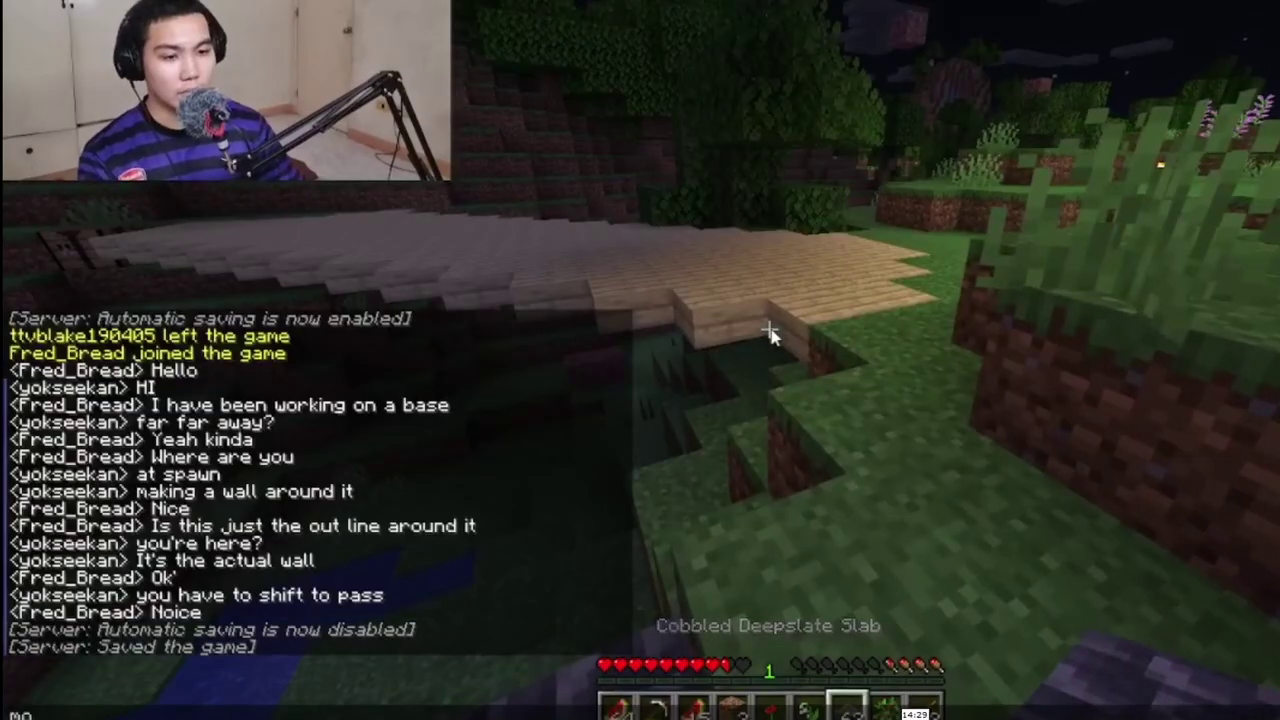 [Server: Automatic saving is now enabled]
ttvblake190405 left the game
Fred_Bread joined the game
<Fred_Bread> Hello
<yokseekan> HI
<Fred_Bread> I have been working on a base
<yokseekan> far far away?
<Fred_Bread> Yeah kinda
<Fred_Bread> Where are you
<yokseekan> at spawn
<yokseekan> making a wall around it
<Fred_Bread> Nice
<Fred_Bread> Is this just the out line around it
<yokseekan> you're here?
<yokseekan> It's the actual wall
<Fred_Bread> Ok'
<yokseekan> you have to shift to pass
<Fred_Bread> Noice
[Server: Automatic saving is now disabled]
[Server: Saved the game]
Cobbled Deepslate Slab
1
14:29